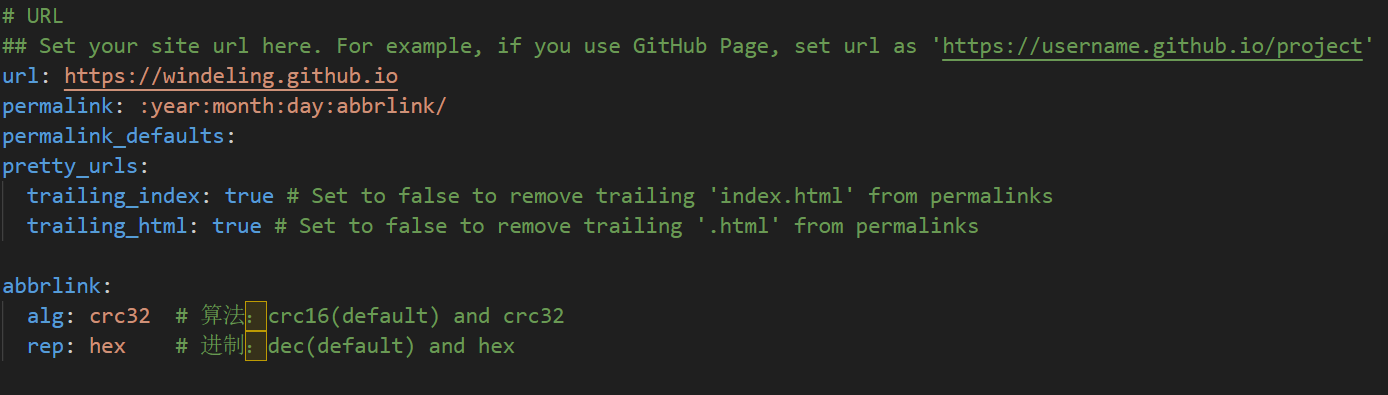 # URL
## Set your site url here. For example, if you use GitHub Page, set url as 'https://username.github.io/project'
url: https://windeling.github.io
permalink: :year:month:day:abbrlink/
permalink_defaults:
pretty_urls:
  trailing_index: true # Set to false to remove trailing 'index.html' from permalinks
  trailing_html: true # Set to false to remove trailing '.html' from permalinks
abbrlink:
  alg: crc32  # 算法：crc16(default) and crc32
  rep: hex    # 进制：dec(default) and hex